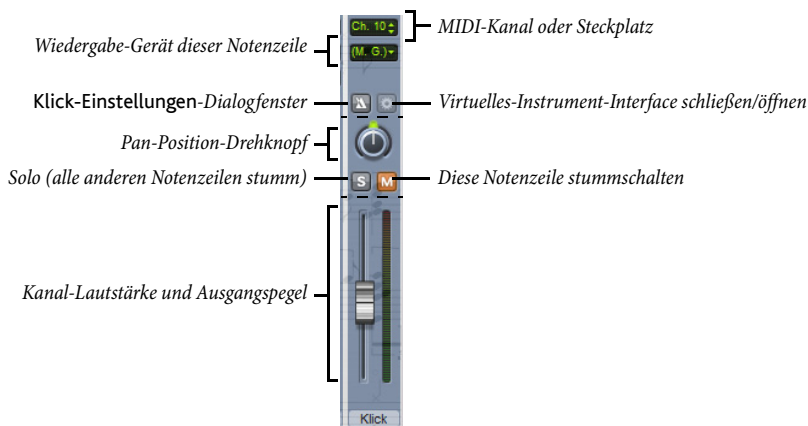 Ch. 10
MIDI-Kanal oder Steckplatz
Wiedergabe-Gerät dieser Notenzeile
(M. G.)
Klick-Einstellungen-Dialogfenster
Virtuelles-Instrument-Interface schließen/öffnen
Pan-Position-Drehknopf
Solo (alle anderen Notenzeilen stumm)
S
M
Diese Notenzeile stummschalten
Kanal-Lautstärke und Ausgangspegel
Klick